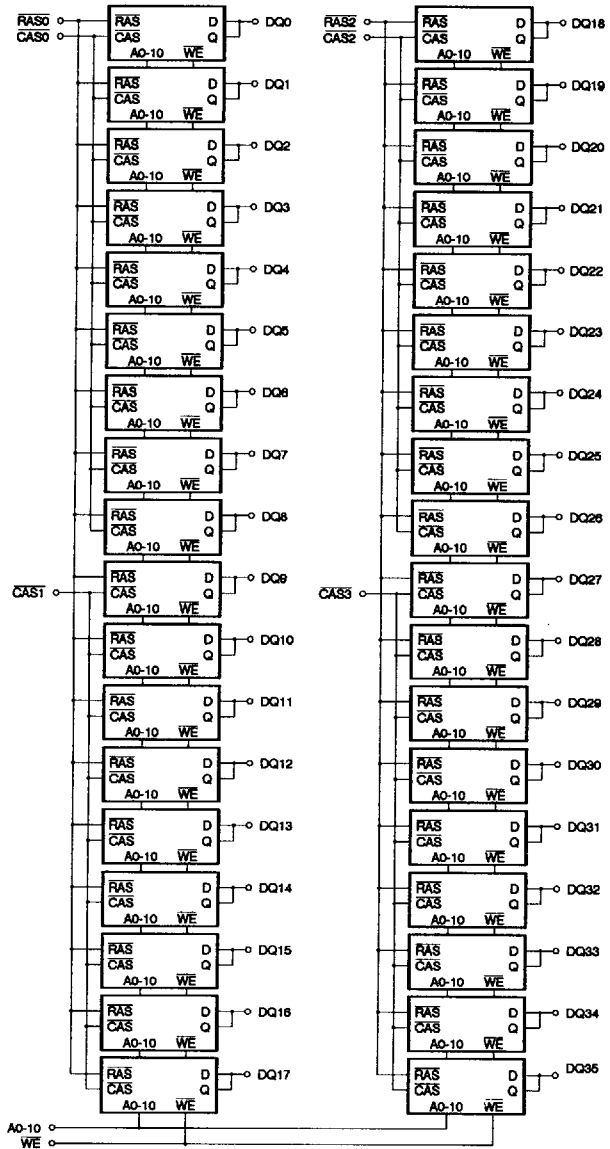 RAS0 RAS D DQ0
CAS0 CAS Q
A0-10 WE
RAS D DQ1
CAS Q
A0-10 WE
RAS D DQ2
CAS Q
A0-10 WE
RAS D DQ3
CAS Q
A0-10 WE
RAS D DQ4
CAS Q
A0-10 WE
RAS D DQ5
CAS Q
A0-10 WE
RAS D DQ6
CAS Q
A0-10 WE
RAS D DQ7
CAS Q
A0-10 WE
RAS D DQ8
CAS Q
A0-10 WE
RAS D DQ9
CAS1 CAS Q
A0-10 WE
RAS D DQ10
CAS Q
A0-10 WE
RAS D DQ11
CAS Q
A0-10 WE
RAS D DQ12
CAS Q
A0-10 WE
RAS D DQ13
CAS Q
A0-10 WE
RAS D DQ14
CAS Q
A0-10 WE
RAS D DQ15
CAS Q
A0-10 WE
RAS D DQ16
CAS Q
A0-10 WE
RAS D DQ17
CAS Q
A0-10 WE
RAS2 RAS D DQ18
CAS2 CAS Q
A0-10 WE
RAS D DQ19
CAS Q
A0-10 WE
RAS D DQ20
CAS Q
A0-10 WE
RAS D DQ21
CAS Q
A0-10 WE
RAS D DQ22
CAS Q
A0-10 WE
RAS D DQ23
CAS Q
A0-10 WE
RAS D DQ24
CAS Q
A0-10 WE
RAS D DQ25
CAS Q
A0-10 WE
RAS D DQ26
CAS Q
A0-10 WE
RAS D DQ27
CAS3 CAS Q
A0-10 WE
RAS D DQ28
CAS Q
A0-10 WE
RAS D DQ29
CAS Q
A0-10 WE
RAS D DQ30
CAS Q
A0-10 WE
RAS D DQ31
CAS Q
A0-10 WE
RAS D DQ32
CAS Q
A0-10 WE
RAS D DQ33
CAS Q
A0-10 WE
RAS D DQ34
CAS Q
A0-10 WE
RAS D DQ35
CAS Q
A0-10 WE
A0-10
WE